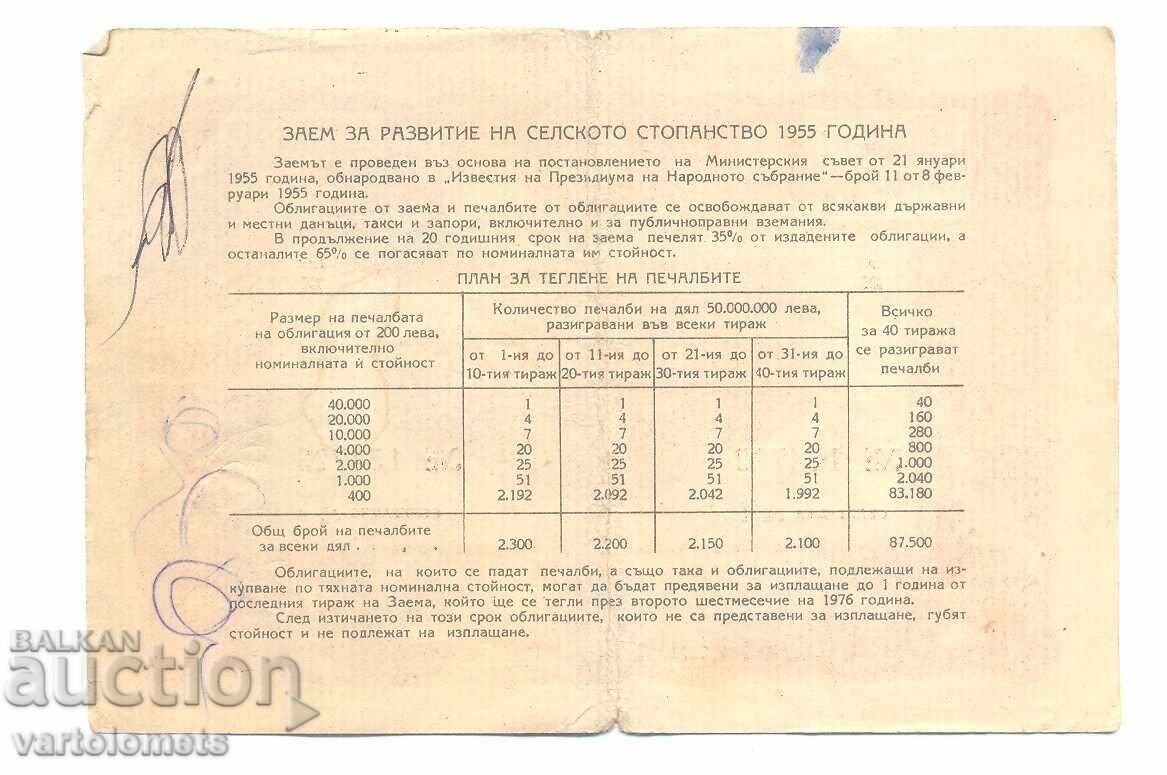 ЗАЕМ ЗА РАЗВИТИЕ НА СЕЛСКОТО СТОПАНСТВО 1955 ГОДИНА
Заемът е проведен въз основа на постановлението на Министерския съвет от 21 януари
1955 година, обнародвано в „Известия на Президиума на Народното събрание“—брой 11 от 8 фев-
руари 1955 година.
Облигациите от заема и печалбите от облигациите се освобождават от всякакви държавни
и местни данъци, такси и запори, включително и за публичноправни вземания.
В продължение на 20 годишния срок на заема печелят 35% от издадените облигации, а
останалите 65% се погасяват по номиналната им стойност.
ПЛАН ЗА ТЕГЛЕНЕ НА ПЕЧАЛБИТЕ
Размер на печалбата
на облигация от 200 лева,
включително
номиналната ѝ стойност
Количество печалби на дял 50.000.000 лева,
разигравани във всеки тираж
от 1-ия до
10-тия тираж
от 11-ия до
20-тия тираж
от 21-ия до
30-тия тираж
от 31-ия до
40-тия тираж
Всичко
за 40 тиража
се разиграват
печалби
40.000 1 1 1 1 40
20.000 4 4 4 4 160
10.000 7 7 7 7 280
4.000 20 20 20 20 800
2.000 25 25 25 25 1.000
1.000 51 51 51 51 2.040
400 2.192 2.092 2.042 1.992 83.180
Общ брой на печалбите
за всеки дял . . . 2.300 2.200 2.150 2.100 87.500
Облигациите, на които се падат печалби, а също така и облигациите, подлежащи на из-
купване по тяхната номинална стойност, могат да бъдат предявени за изплащане до 1 година от
последния тираж на Заема, който ще се тегли през второто шестмесечие на 1976 година.
След изтичането на този срок облигациите, които не са представени за изплащане, губят
стойност и не подлежат на изплащане.
BALKAN
auction
vartolomets